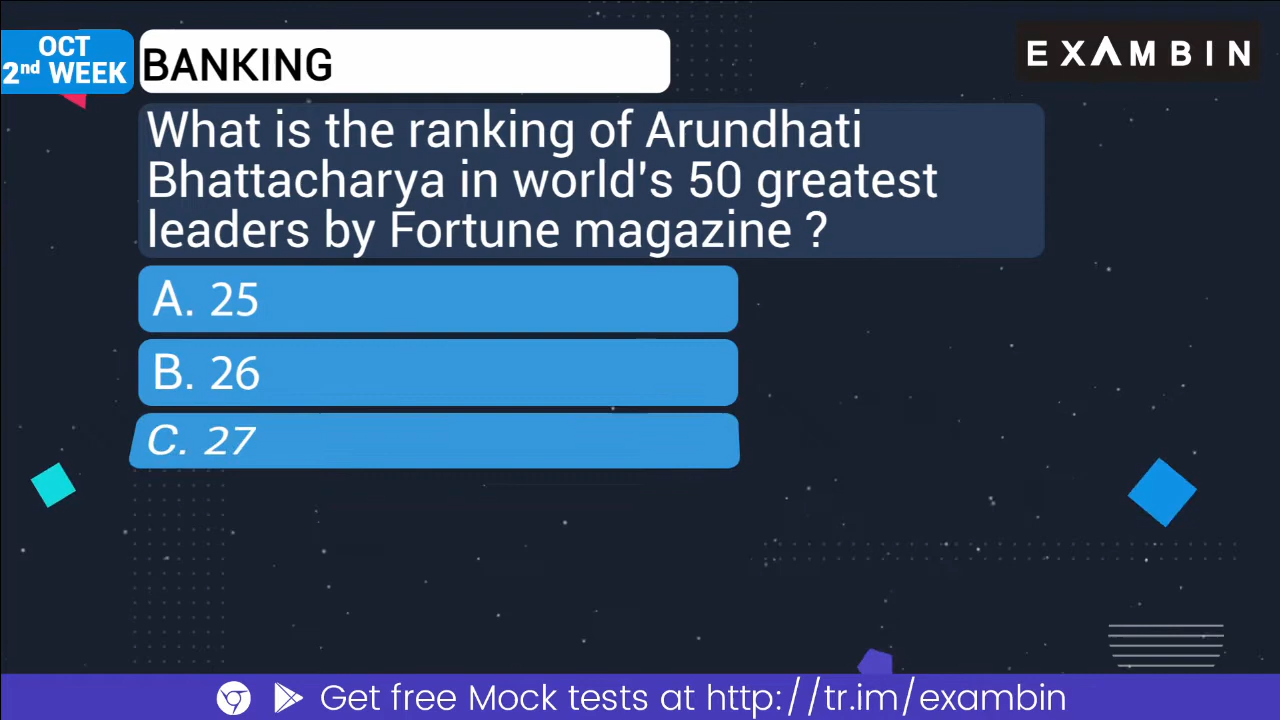 OCT
2nd WEEK
BANKING
EXAMBIN
What is the ranking of Arundhati
Bhattacharya in world's 50 greatest
leaders by Fortune magazine ?
A. 25
B. 26
C. 27
Get free Mock tests at http://tr.im/exambin